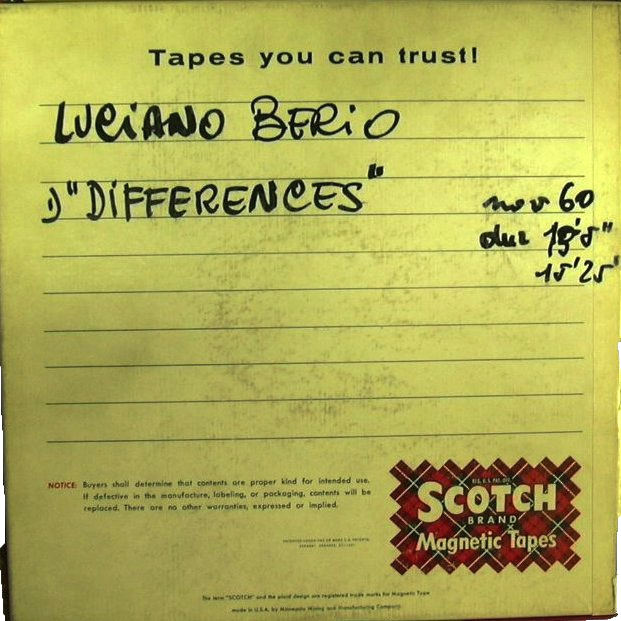 Tapes you can trust!
LUCiANO BERiO
1) "DiFFERENCES"
nov 60
dur
15'25"
NOTICE: Buyers shall determine that contents are proper kind for intended use.
If defective in the manufacture, labeling, or packaging, contents will be
replaced. There are no other warranties, expressed or implied.
REG. U.S. PAT. OFF.
SCOTCH
BRAND
Magnetic Tapes
The term "SCOTCH" and the plaid design are registered trade marks for Magnetic Tape
made in U.S.A. by Minnesota Mining and Manufacturing Company.